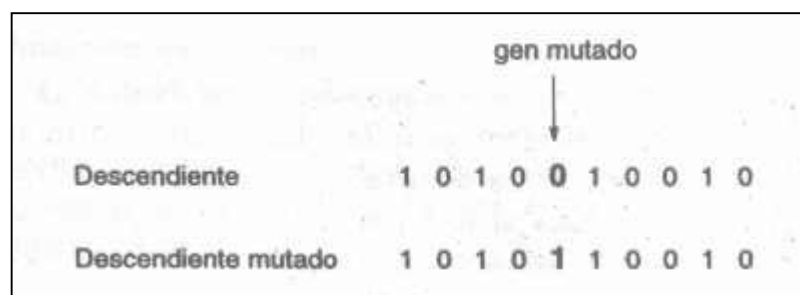 gen mutado
Descendiente 1 0 1 0 0 0 1 0 0 1 0
Descendiente mutado 1 0 1 0 1 1 0 0 1 0